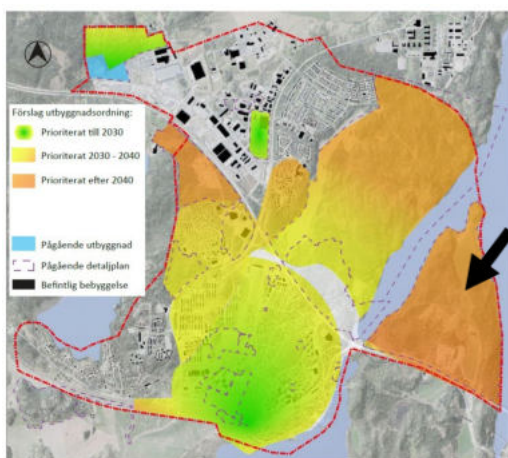 Förslag utbyggnadsordning:
Prioriterat till 2030
Prioriterat 2030 - 2040
Prioriterat efter 2040
Pågående utbyggnad
Pågående detaljplan
Befintlig bebyggelse